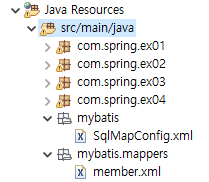 Java Resources
src/main/java
com.spring.ex01
com.spring.ex02
com.spring.ex03
com.spring.ex04
mybatis
SqlMapConfig.xml
mybatis.mappers
member.xml